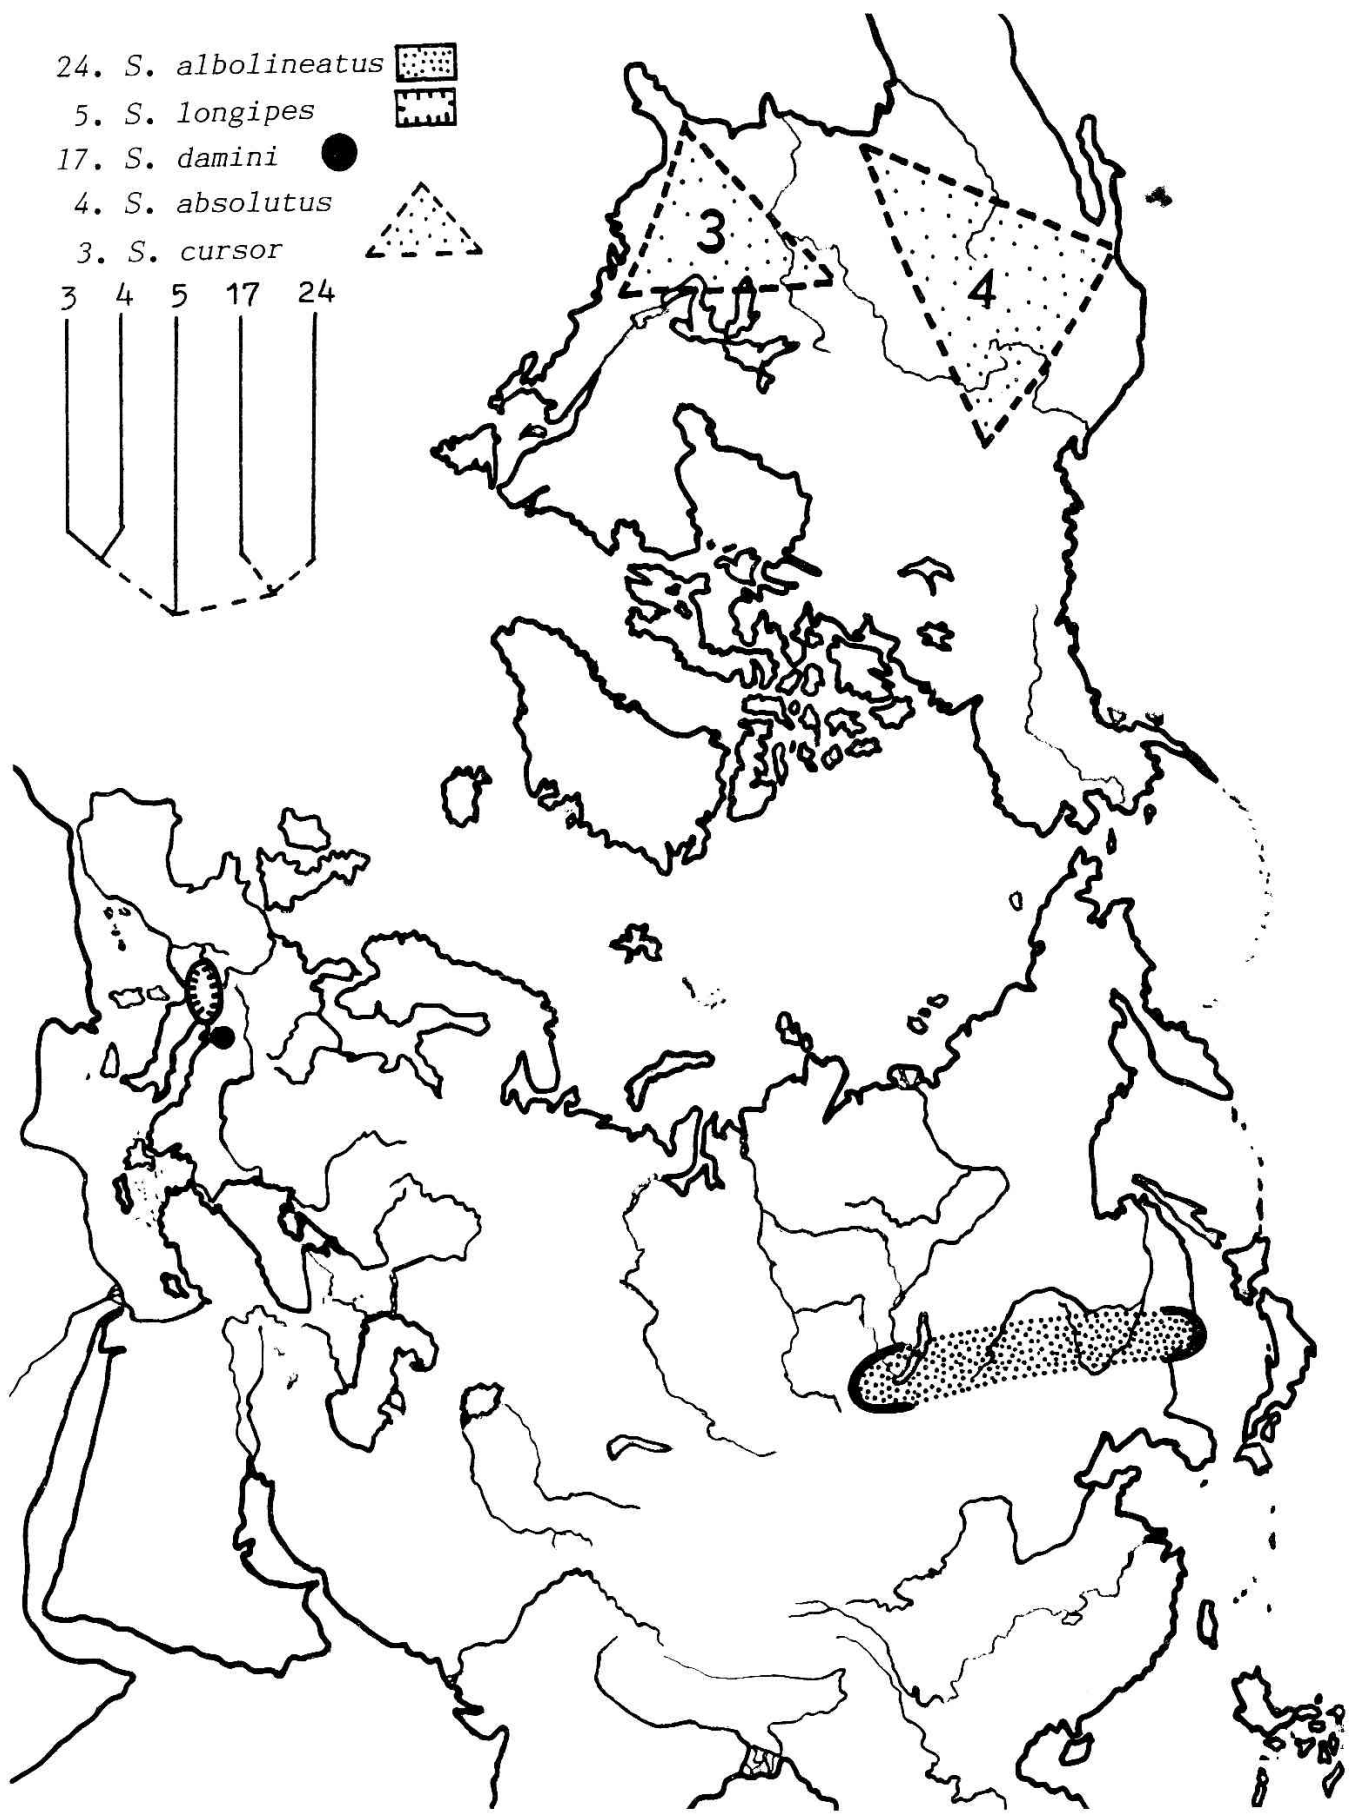 24. S. albolineatus
5. S. longipes
17. S. damini
4. S. absolutus
3. S. cursor
3 4 5 17 24
3
4